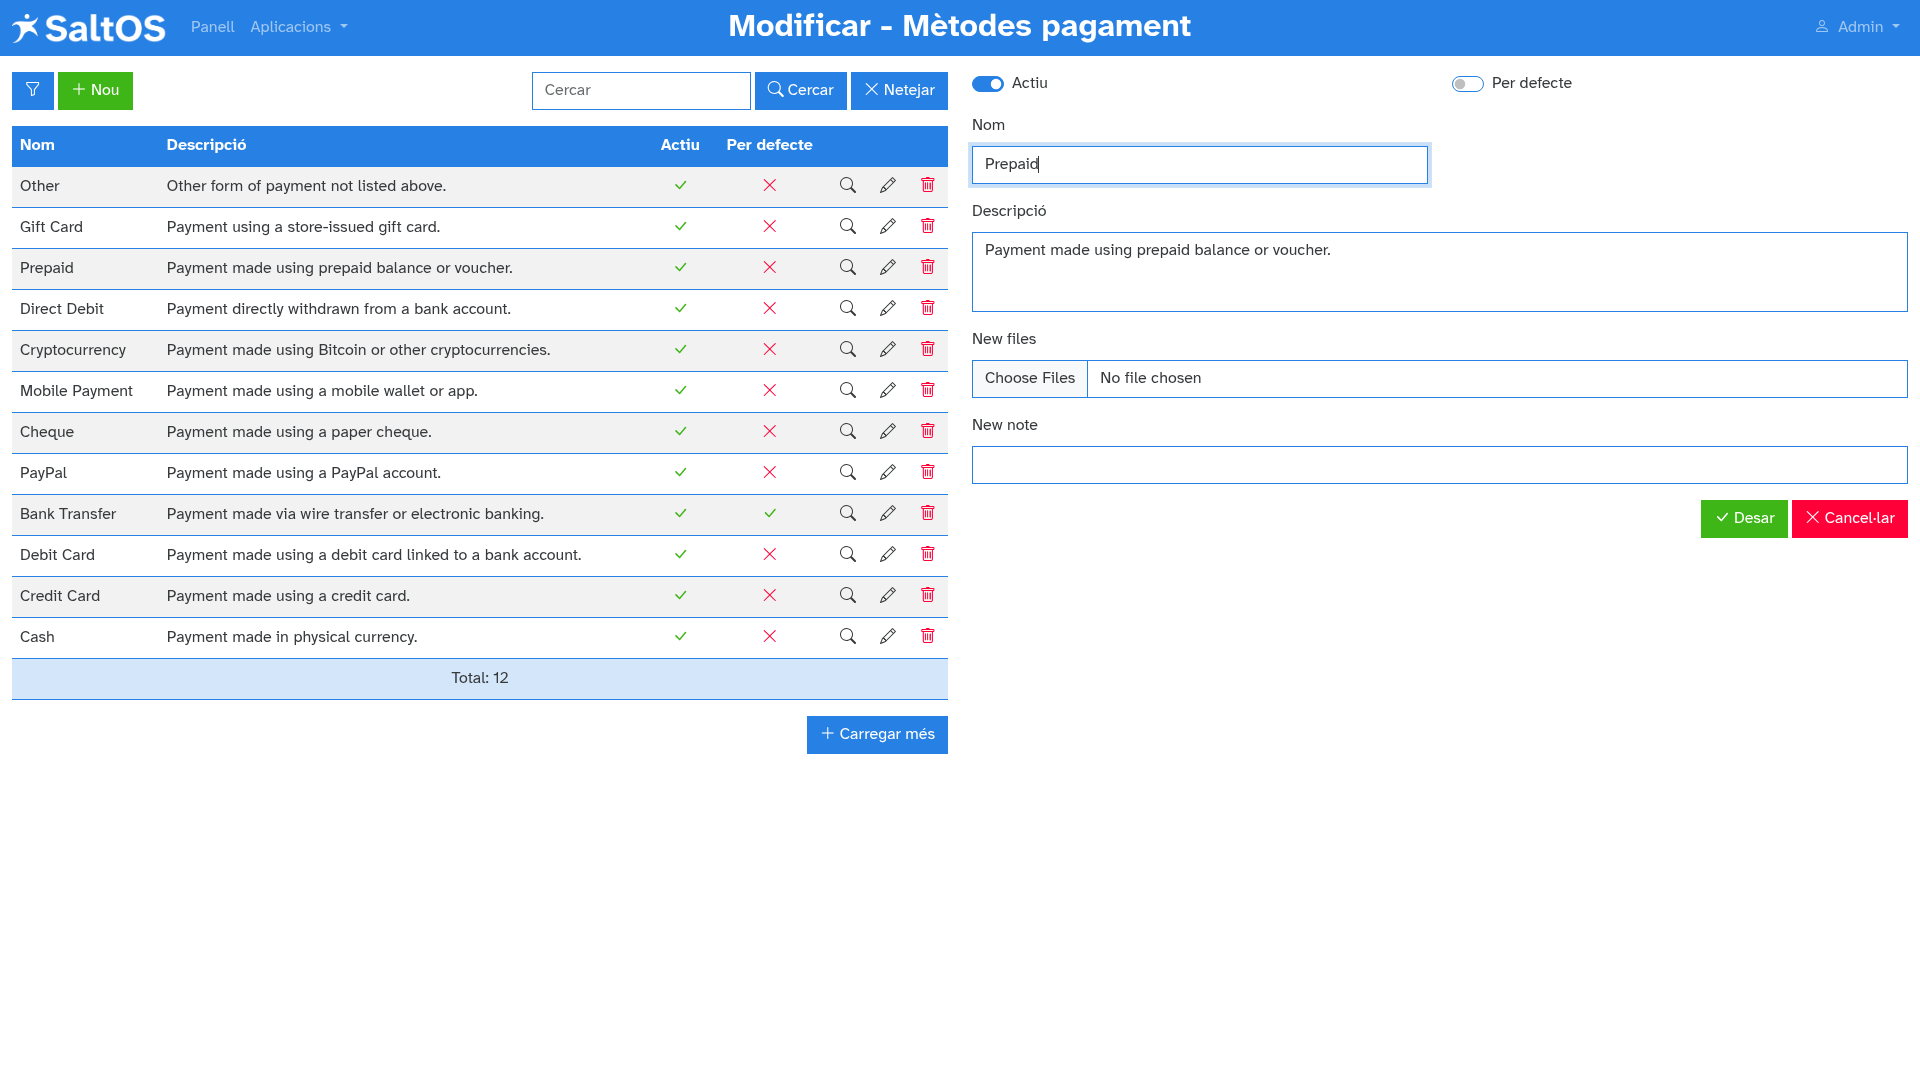 SaltOS Panell Aplicacions Modificar - Mètodes pagament Admin
+ Nou Cercar Cercar Netejar
Nom Descripció Actiu Per defecte
Other Other form of payment not listed above.
Gift Card Payment using a store-issued gift card.
Prepaid Payment made using prepaid balance or voucher.
Direct Debit Payment directly withdrawn from a bank account.
Cryptocurrency Payment made using Bitcoin or other cryptocurrencies.
Mobile Payment Payment made using a mobile wallet or app.
Cheque Payment made using a paper cheque.
PayPal Payment made using a PayPal account.
Bank Transfer Payment made via wire transfer or electronic banking.
Debit Card Payment made using a debit card linked to a bank account.
Credit Card Payment made using a credit card.
Cash Payment made in physical currency.
Total: 12
+ Carregar més
Actiu Per defecte
Nom
Prepaid
Descripció
Payment made using prepaid balance or voucher.
New files
Choose Files No file chosen
New note
Desar Cancel·lar